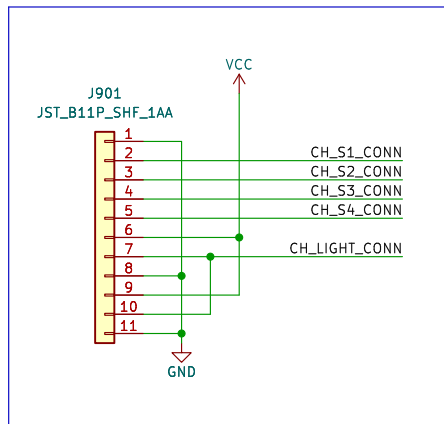 VCC
J901
JST_B11P_SHF_1AA
1
2 CH_S1_CONN
3 CH_S2_CONN
4 CH_S3_CONN
5 CH_S4_CONN
6
7 CH_LIGHT_CONN
8
9
10
11
GND